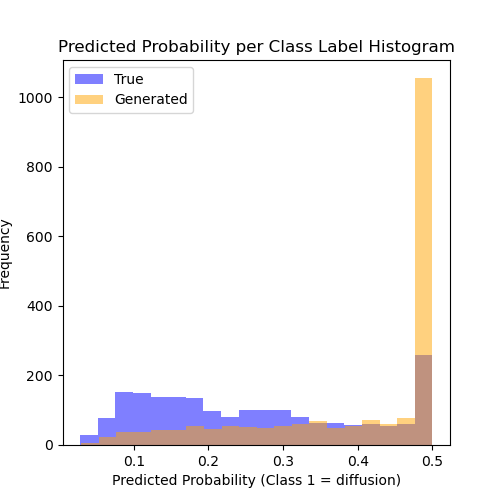 Predicted Probability per Class Label Histogram
True
Generated
1000
800
600
400
200
0
Frequency
0.1 0.2 0.3 0.4 0.5
Predicted Probability (Class 1 = diffusion)